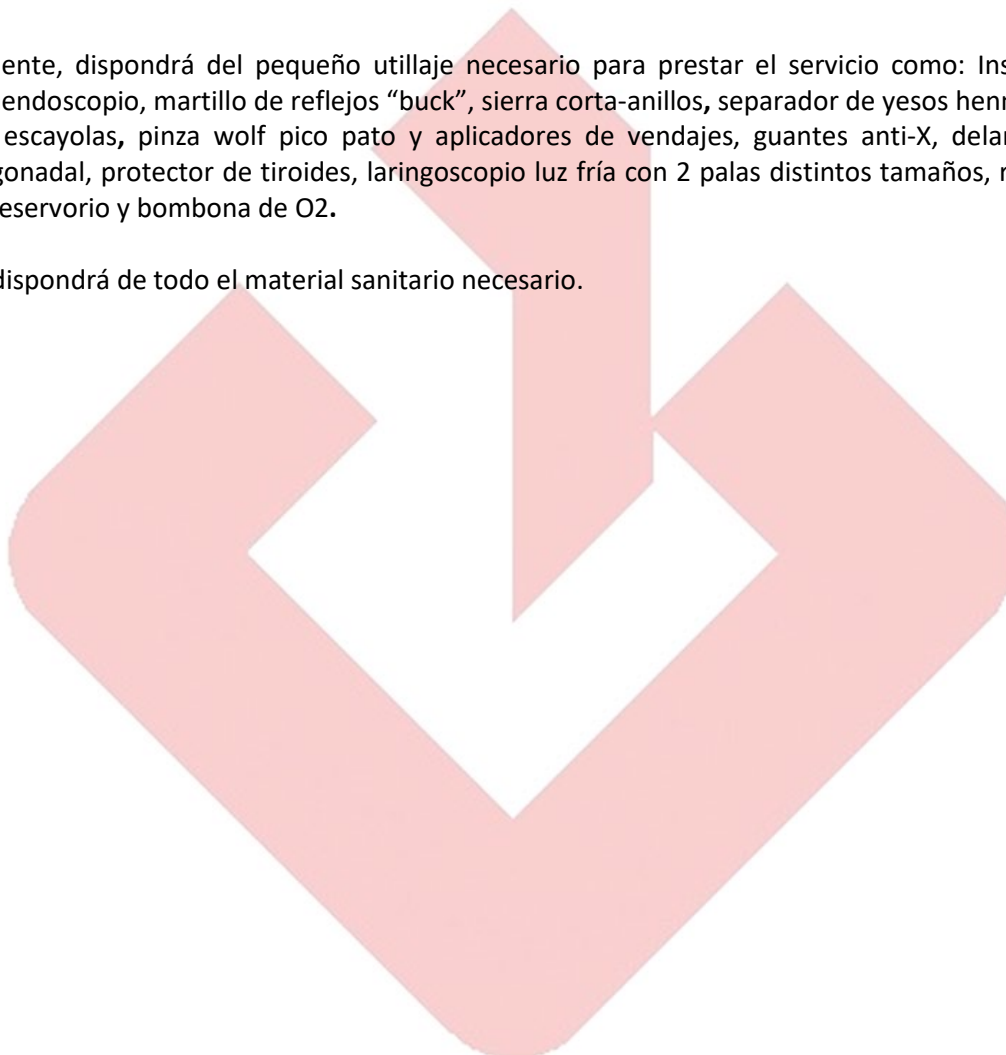 ente, dispondrá del pequeño utillaje necesario para prestar el servicio como: Ins
endoscopio, martillo de reflejos “buck”, sierra corta-anillos, separador de yesos henr
escayolas, pinza wolf pico pato y aplicadores de vendajes, guantes anti-X, delan
gonadal, protector de tiroides, laringoscopio luz fría con 2 palas distintos tamaños, r
eservorio y bombona de O2.
dispondrá de todo el material sanitario necesario.